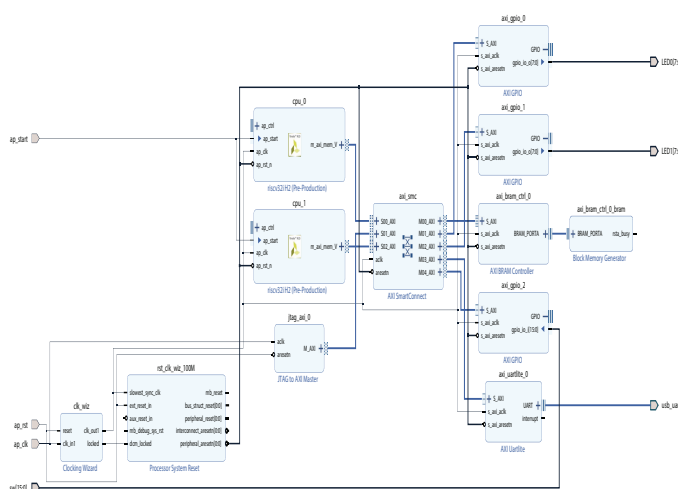 axi_gpio_0
S_AXI
s_axi_aclk
s_axi_aresetn
GPIO
gpio_io_o[7:0]
AXI GPIO
LED0[7:
cpu_0
ap_ctrl
ap_start
ap_clk
ap_rst_n
m_axi_mem_V
riscv32i H2 (Pre-Production)
ap_start
axi_gpio_1
S_AXI
s_axi_aclk
s_axi_aresetn
GPIO
gpio_io_o[7:0]
AXI GPIO
LED1[7:
cpu_1
ap_ctrl
ap_start
ap_clk
ap_rst_n
m_axi_mem_V
riscv32i H2 (Pre-Production)
axi_smc
S00_AXI
S01_AXI
S02_AXI
aclk
aresetn
M00_AXI
M01_AXI
M02_AXI
M03_AXI
M04_AXI
AXI SmartConnect
axi_bram_ctrl_0
S_AXI
s_axi_aclk
s_axi_aresetn
BRAM_PORTA
AXI BRAM Controller
axi_bram_ctrl_0_bram
BRAM_PORTA
rsta_busy
Block Memory Generator
axi_gpio_2
S_AXI
s_axi_aclk
s_axi_aresetn
GPIO
gpio_io_i[15:0]
AXI GPIO
jtag_axi_0
aclk
aresetn
M_AXI
JTAG to AXI Master
axi_uartlite_0
S_AXI
s_axi_aclk
s_axi_aresetn
UART
interrupt
AXI Uartlite
usb_ua
rst_clk_wiz_100M
slowest_sync_clk
ext_reset_in
aux_reset_in
mb_debug_sys_rst
dcm_locked
mb_reset
bus_struct_reset[0:0]
peripheral_reset[0:0]
interconnect_aresetn[0:0]
peripheral_aresetn[0:0]
Processor System Reset
clk_wiz
reset
clk_in1
clk_out1
locked
Clocking Wizard
ap_rst
ap_clk